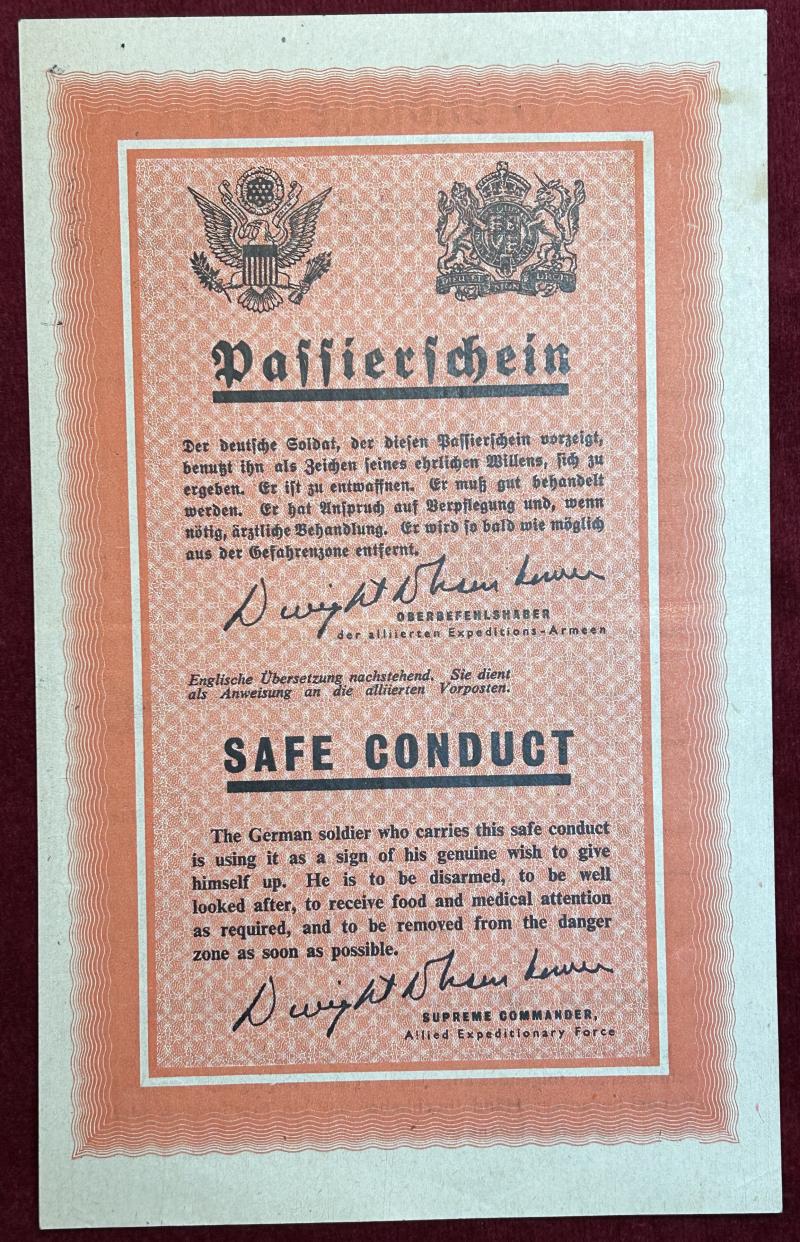 DIEU ET MON DROIT
Passierschein
Der deutsche Soldat, der diesen Passierschein vorzeigt,
benutzt ihn als Zeichen seines ehrlichen Willens, sich zu
ergeben. Er ist zu entwaffnen. Er muß gut behandelt
werden. Er hat Anspruch auf Verpflegung und, wenn
nötig, ärztliche Behandlung. Er wird so bald wie möglich
aus der Gefahrenzone entfernt.
Dwight D Eisenhower
OBERBEFEHLSHABER
der alliierten Expeditions-Armeen
Englische Übersetzung nachstehend. Sie dient
als Anweisung an die alliierten Vorposten.
SAFE CONDUCT
The German soldier who carries this safe conduct
is using it as a sign of his genuine wish to give
himself up. He is to be disarmed, to be well
looked after, to receive food and medical attention
as required, and to be removed from the danger
zone as soon as possible.
Dwight D Eisenhower
SUPREME COMMANDER,
Allied Expeditionary Force